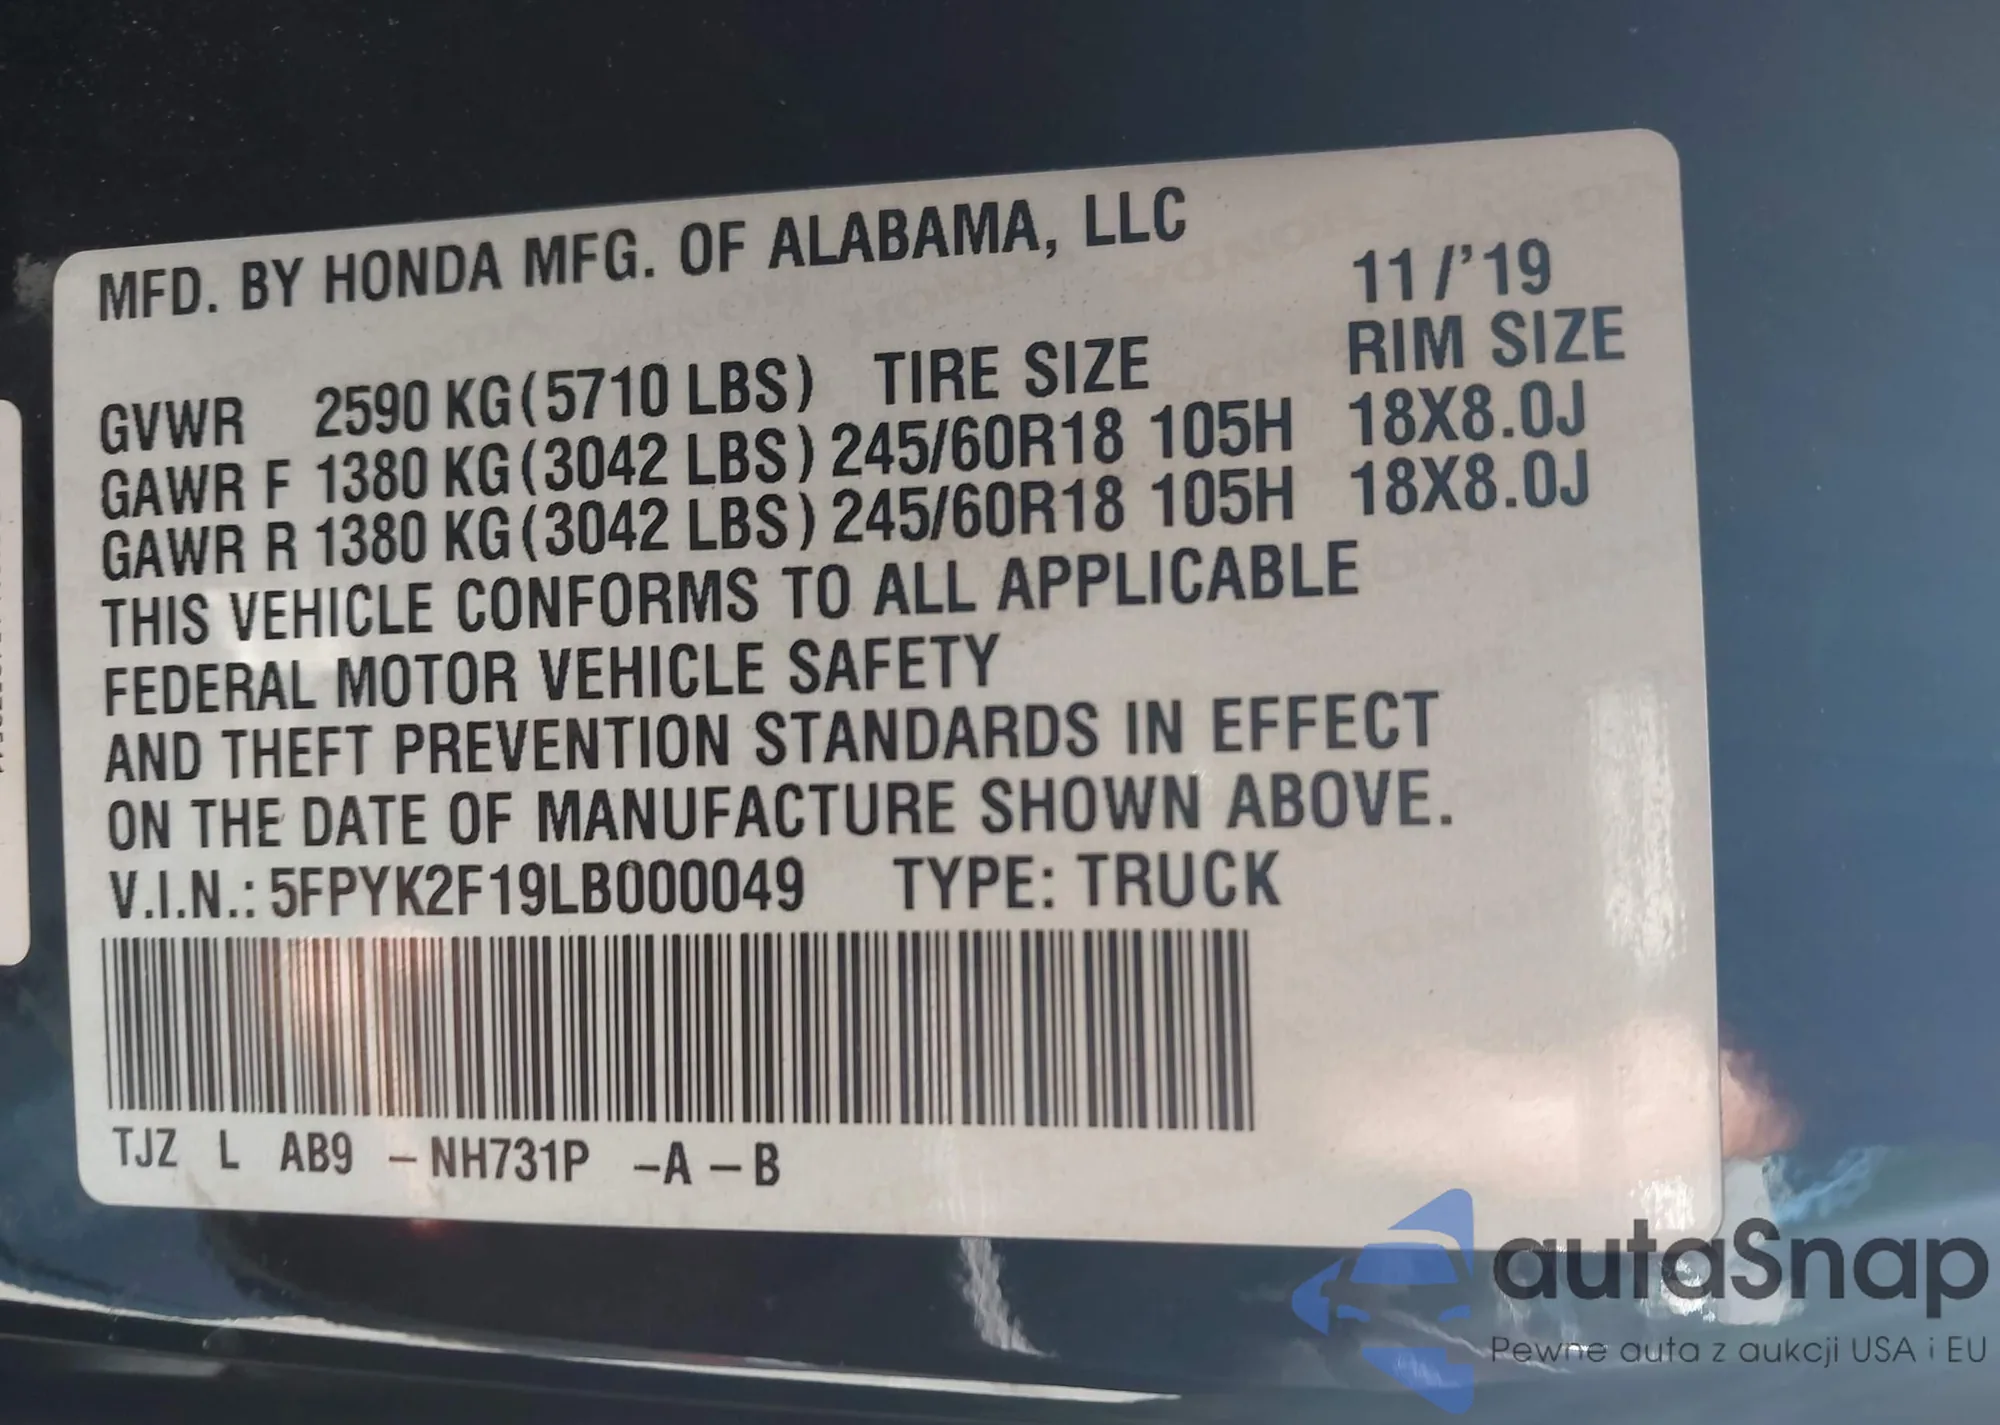 MFD. BY HONDA MFG. OF ALABAMA, LLC
11/'19
GVWR 2590 KG(5710 LBS) TIRE SIZE RIM SIZE
GAWR F 1380 KG(3042 LBS) 245/60R18 105H 18X8.0J
GAWR R 1380 KG(3042 LBS) 245/60R18 105H 18X8.0J
THIS VEHICLE CONFORMS TO ALL APPLICABLE
FEDERAL MOTOR VEHICLE SAFETY
AND THEFT PREVENTION STANDARDS IN EFFECT
ON THE DATE OF MANUFACTURE SHOWN ABOVE.
V.I.N.: 5FPYK2F19LB000049 TYPE: TRUCK
TJZ L AB9 -NH731P -A -B
autaSnap
Pewne auta z aukcji USA i EU